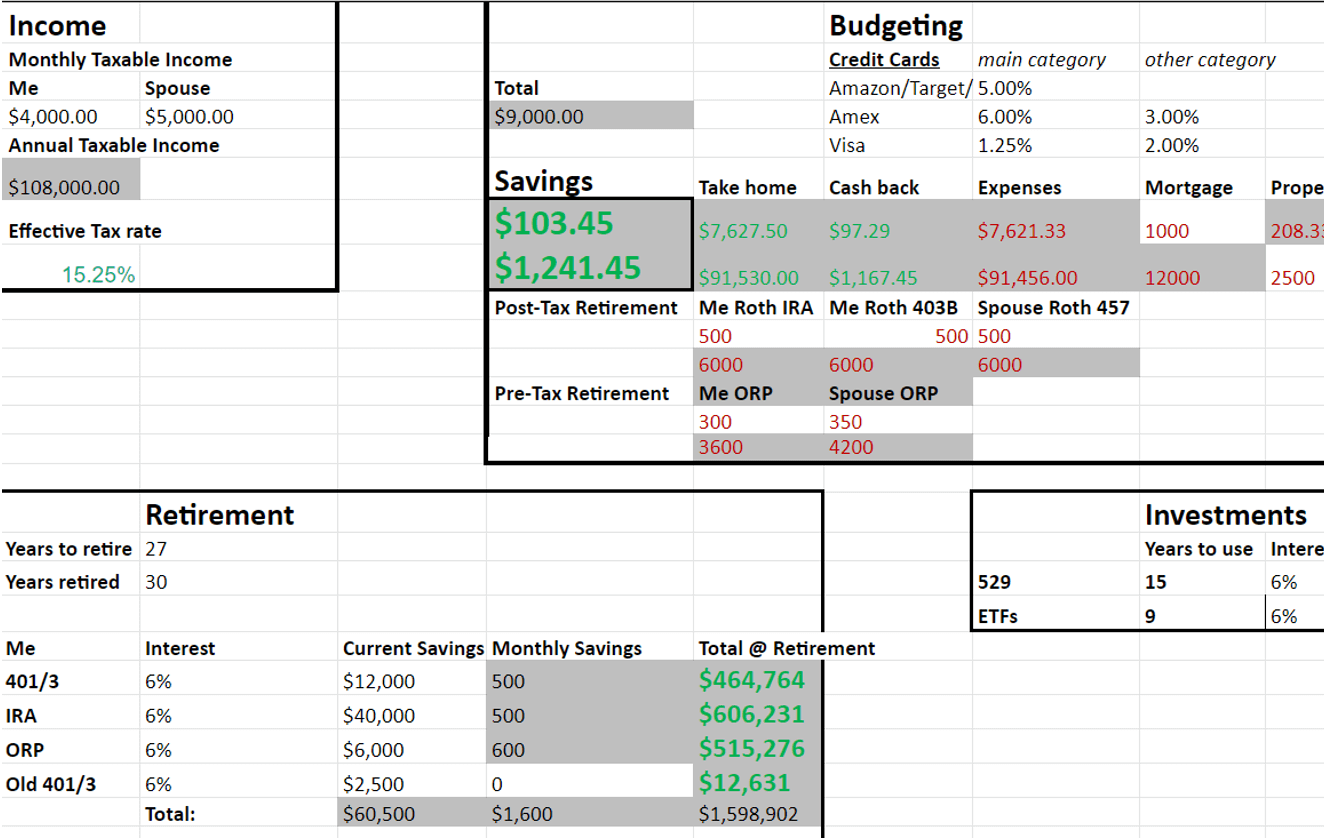 Income
Monthly Taxable Income
Me Spouse
$4,000.00 $5,000.00
Annual Taxable Income
$108,000.00
Effective Tax rate
15.25%
Budgeting
Credit Cards main category other category
Total Amazon/Target/ 5.00%
$9,000.00 Amex 6.00% 3.00%
Visa 1.25% 2.00%
Savings Take home Cash back Expenses Mortgage Prope
$103.45 $7,627.50 $97.29 $7,621.33 1000 208.33
$1,241.45 $91,530.00 $1,167.45 $91,456.00 12000 2500
Post-Tax Retirement Me Roth IRA Me Roth 403B Spouse Roth 457
500 500 500
6000 6000 6000
Pre-Tax Retirement Me ORP Spouse ORP
300 350
3600 4200
Retirement
Years to retire 27
Years retired 30
Me Interest Current Savings Monthly Savings Total @ Retirement
401/3 6% $12,000 500 $464,764
IRA 6% $40,000 500 $606,231
ORP 6% $6,000 600 $515,276
Old 401/3 6% $2,500 0 $12,631
Total: $60,500 $1,600 $1,598,902
Investments
Years to use Intere
529 15 6%
ETFs 9 6%